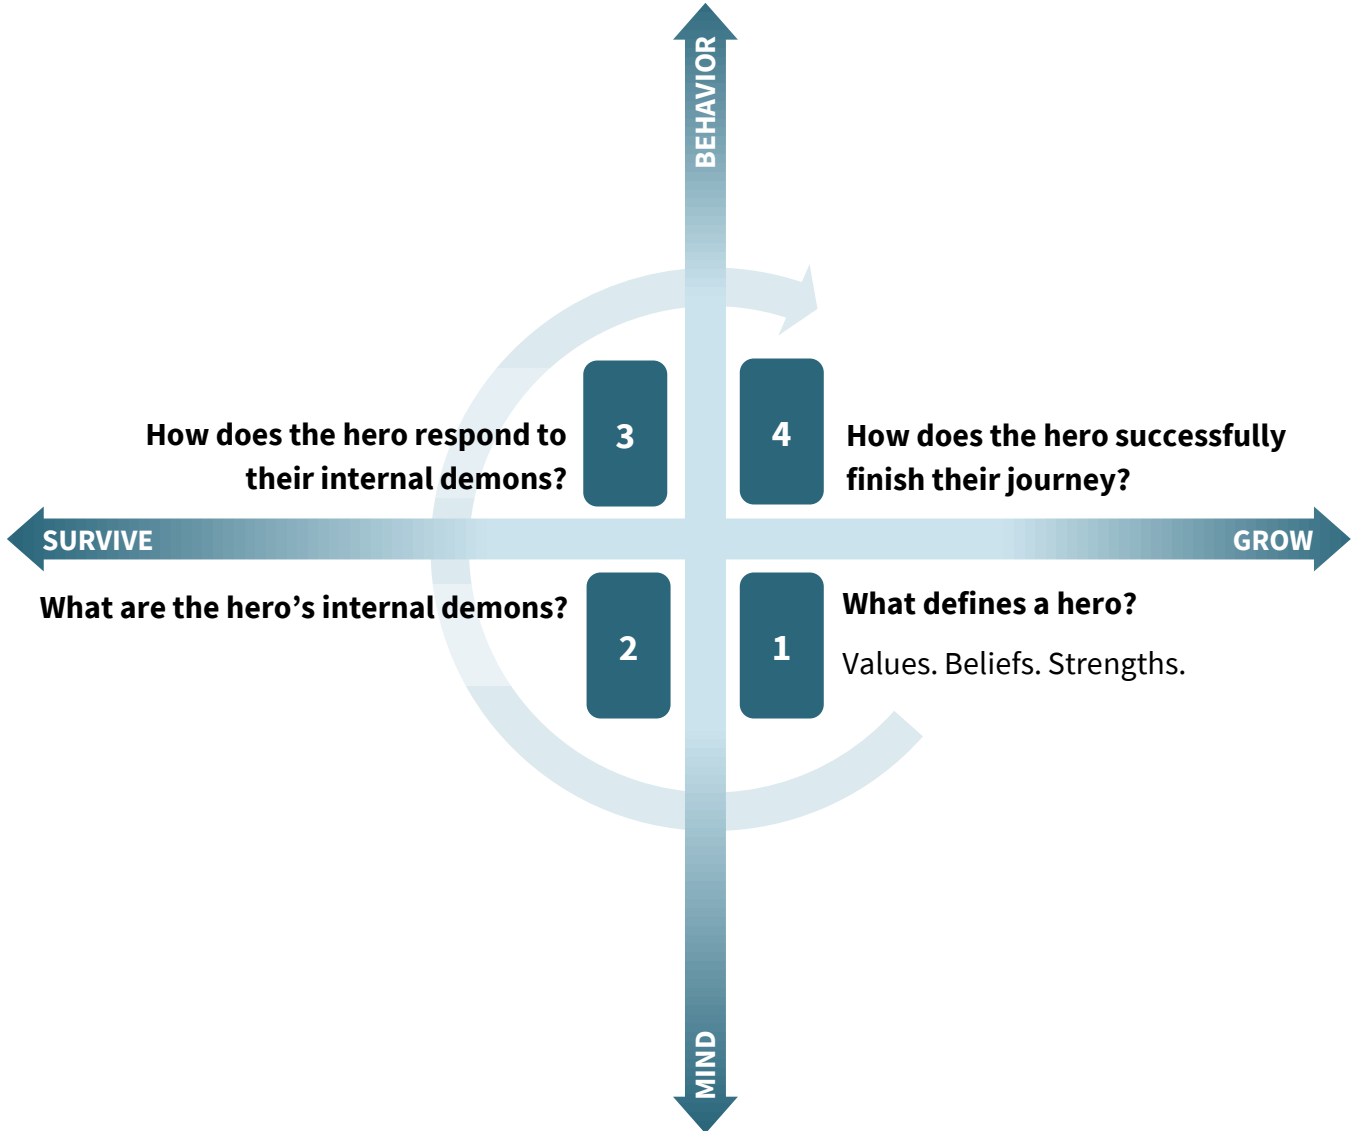 BEHAVIOR
3
4
How does the hero respond to
their internal demons?
How does the hero successfully
finish their journey?
SURVIVE
GROW
What are the hero’s internal demons?
2
1
What defines a hero?
Values. Beliefs. Strengths.
MIND